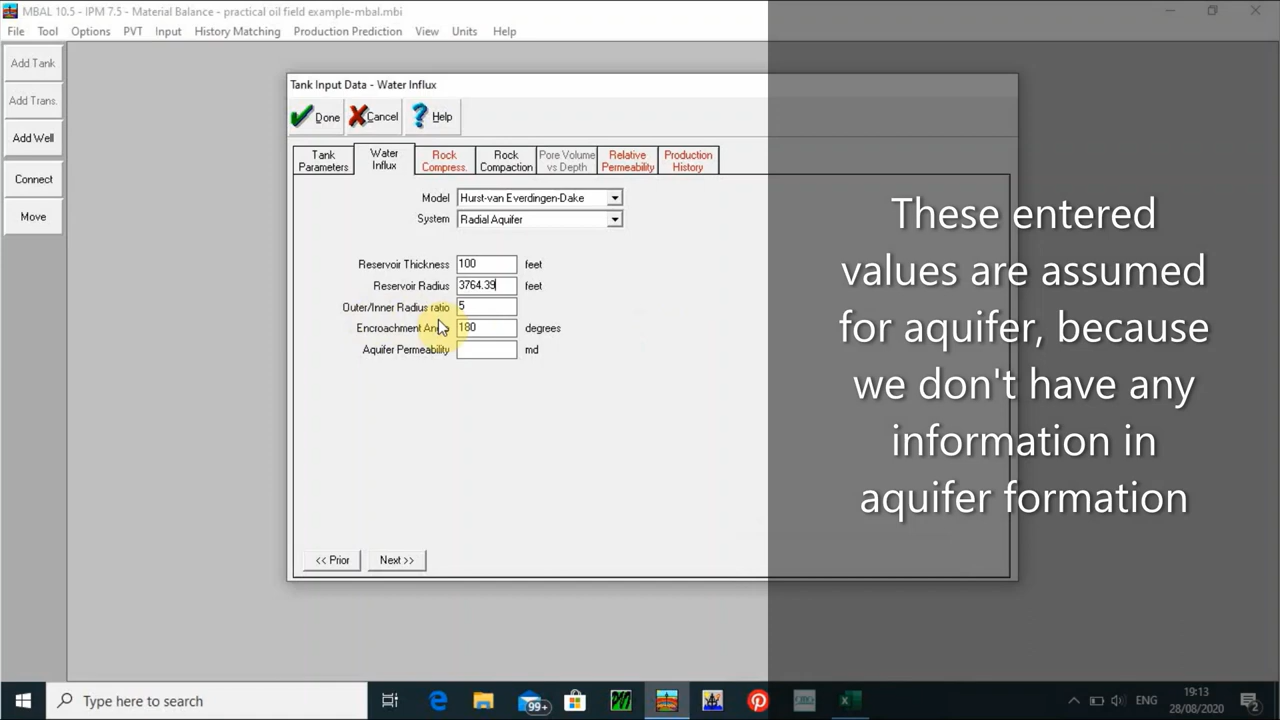 MBAL 10.5 - IPM 7.5 - Material Balance - practical oil field example-mbal.mbi
File Tool Options PVT Input History Matching Production Prediction View Units Help
Add Tank
Add Trans.
Add Well
Connect
Move
Tank Input Data - Water Influx
Done Cancel Help
Tank Parameters
Water Influx
Rock Compress.
Rock Compaction
Pore Volume vs Depth
Relative Permeability
Production History
Model Hurst-van Everdingen-Dake
System Radial Aquifer
Reservoir Thickness 100 feet
Reservoir Radius 3764.39 feet
Outer/Inner Radius ratio 5
Encroachment 180 degrees
Aquifer Permeability md
<< Prior Next >>
These entered
values are assumed
for aquifer, because
we don't have any
information in
aquifer formation
Type here to search
99+
ENG
19:13
28/08/2020
2